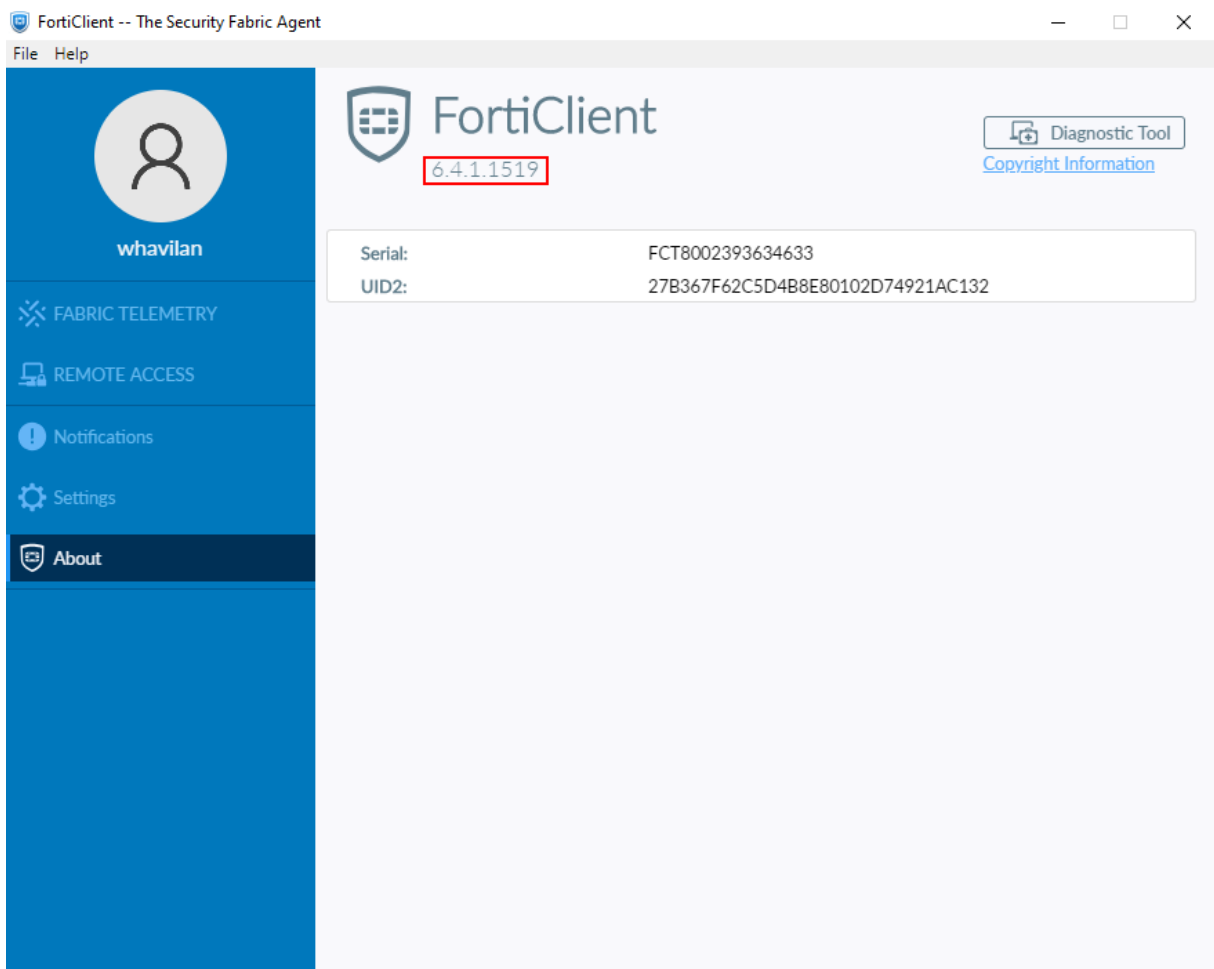 FortiClient -- The Security Fabric Agent
File Help
whavilan
FABRIC TELEMETRY
REMOTE ACCESS
Notifications
Settings
About
FortiClient
6.4.1.1519
Diagnostic Tool
Copyright Information
Serial: FCT8002393634633
UID2: 27B367F62C5D4B8E80102D74921AC132